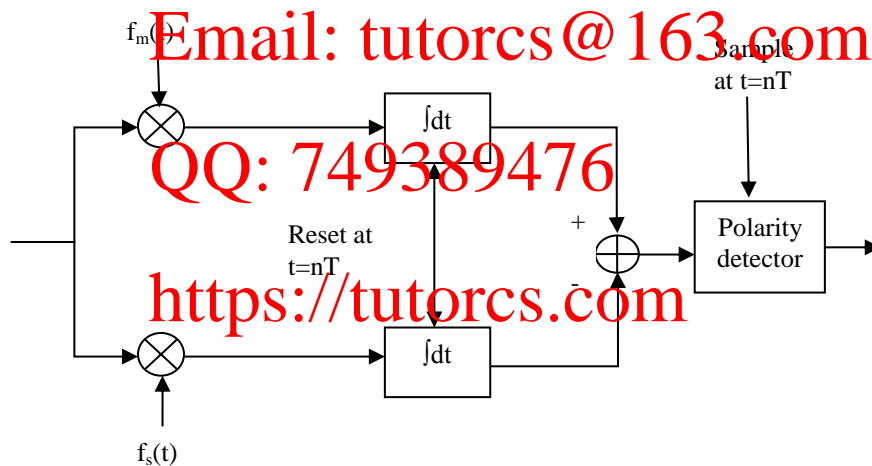 Email: tutorcs@163.com
fm(t)
Sample
at t=nT
∫dt
QQ: 749389476
+
Reset at
t=nT
Polarity
detector
-
https://tutorcs.com
∫dt
fs(t)